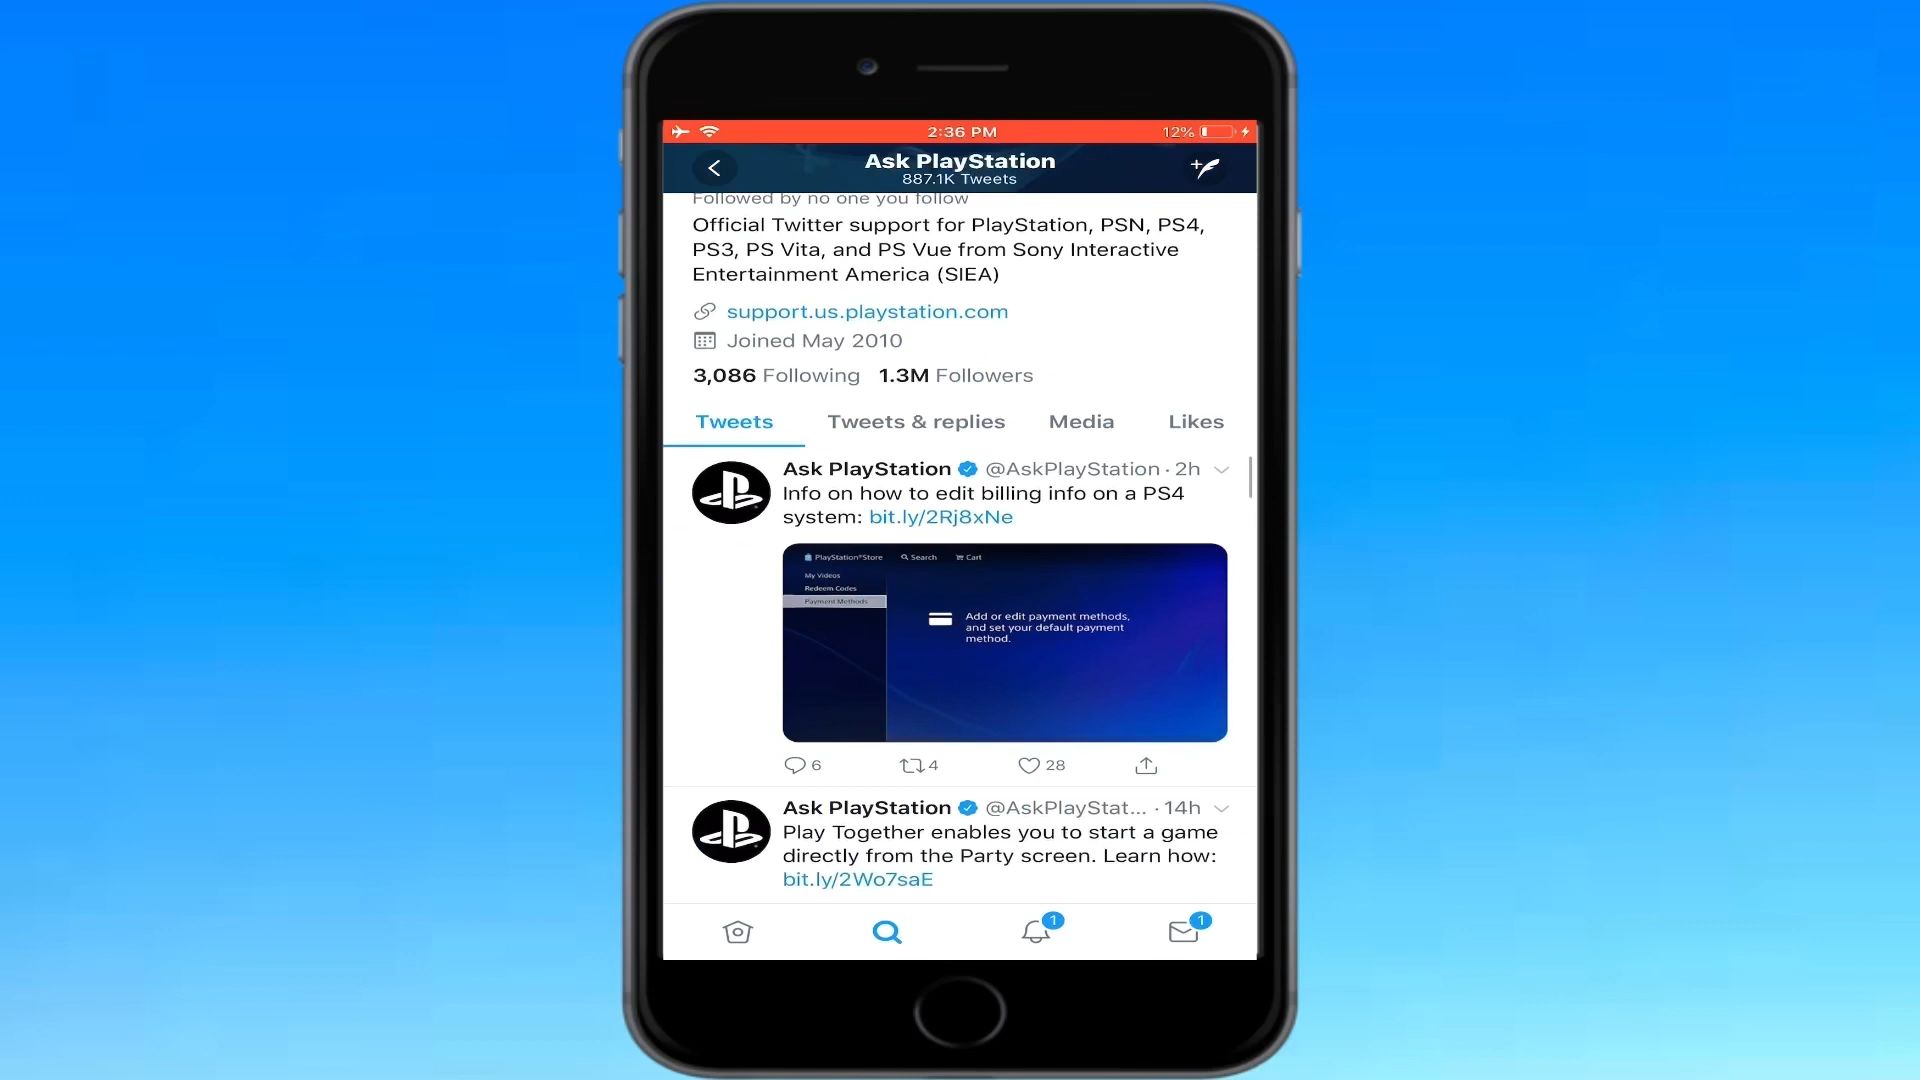 2:36 PM
12%
Ask PlayStation
887.1K Tweets
Followed by no one you follow
Official Twitter support for PlayStation, PSN, PS4,
PS3, PS Vita, and PS Vue from Sony Interactive
Entertainment America (SIEA)
support.us.playstation.com
Joined May 2010
3,086 Following 1.3M Followers
Tweets Tweets & replies Media Likes
Ask PlayStation @AskPlayStation · 2h
Info on how to edit billing info on a PS4
system: bit.ly/2Rj8xNe
PlayStation®Store Search Cart
My Videos
Redeem Codes
Payment Methods
Add or edit payment methods,
and set your default payment
method.
6 4 28
Ask PlayStation @AskPlayStat... · 14h
Play Together enables you to start a game
directly from the Party screen. Learn how:
bit.ly/2Wo7saE
1 1